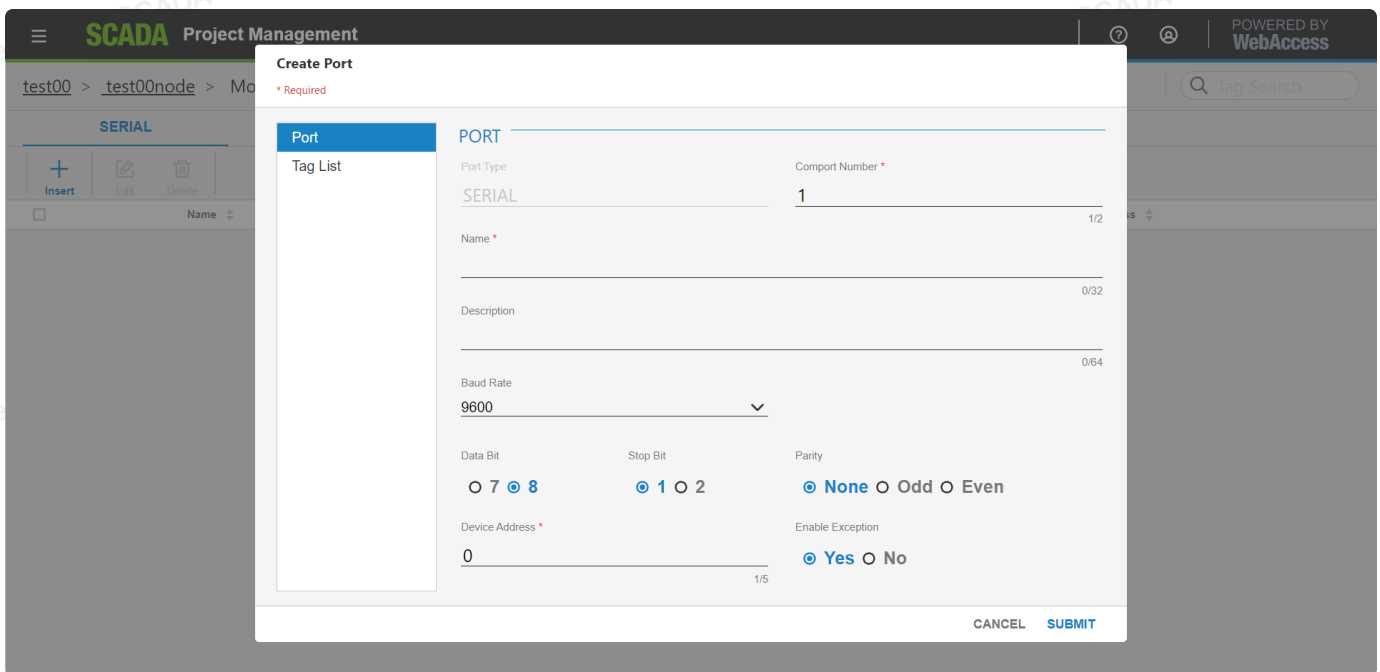 SCADA Project Management
POWERED BY
WebAccess
test00 > test00node > Mo
Tag Search
SERIAL
Insert
Edit
Delete
Name
ss
Create Port
* Required
Port
Tag List
PORT
Port Type
SERIAL
Comport Number *
1
1/2
Name *
0/32
Description
0/64
Baud Rate
9600
Data Bit
7 8
Stop Bit
1 2
Parity
None Odd Even
Device Address *
0
1/5
Enable Exception
Yes No
CANCEL SUBMIT